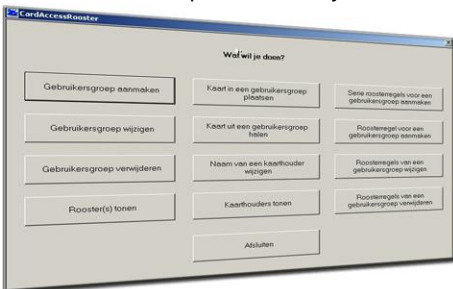 CardAccessRooster
Wat wil je doen?
Gebruikersgroep aanmaken
Gebruikersgroep wijzigen
Gebruikersgroep verwijderen
Rooster(s) tonen
Kaart in een gebruikersgroep
plaatsen
Kaart uit een gebruikersgroep
halen
Naam van een kaarthouder
wijzigen
Kaarthouders tonen
Afsluiten
Serie roosterregels voor een
gebruikersgroep aanmaken
Roosterregel voor een
gebruikersgroep aanmaken
Roosterregels van een
gebruikersgroep wijzigen
Roosterregels van een
gebruikersgroep verwijderen